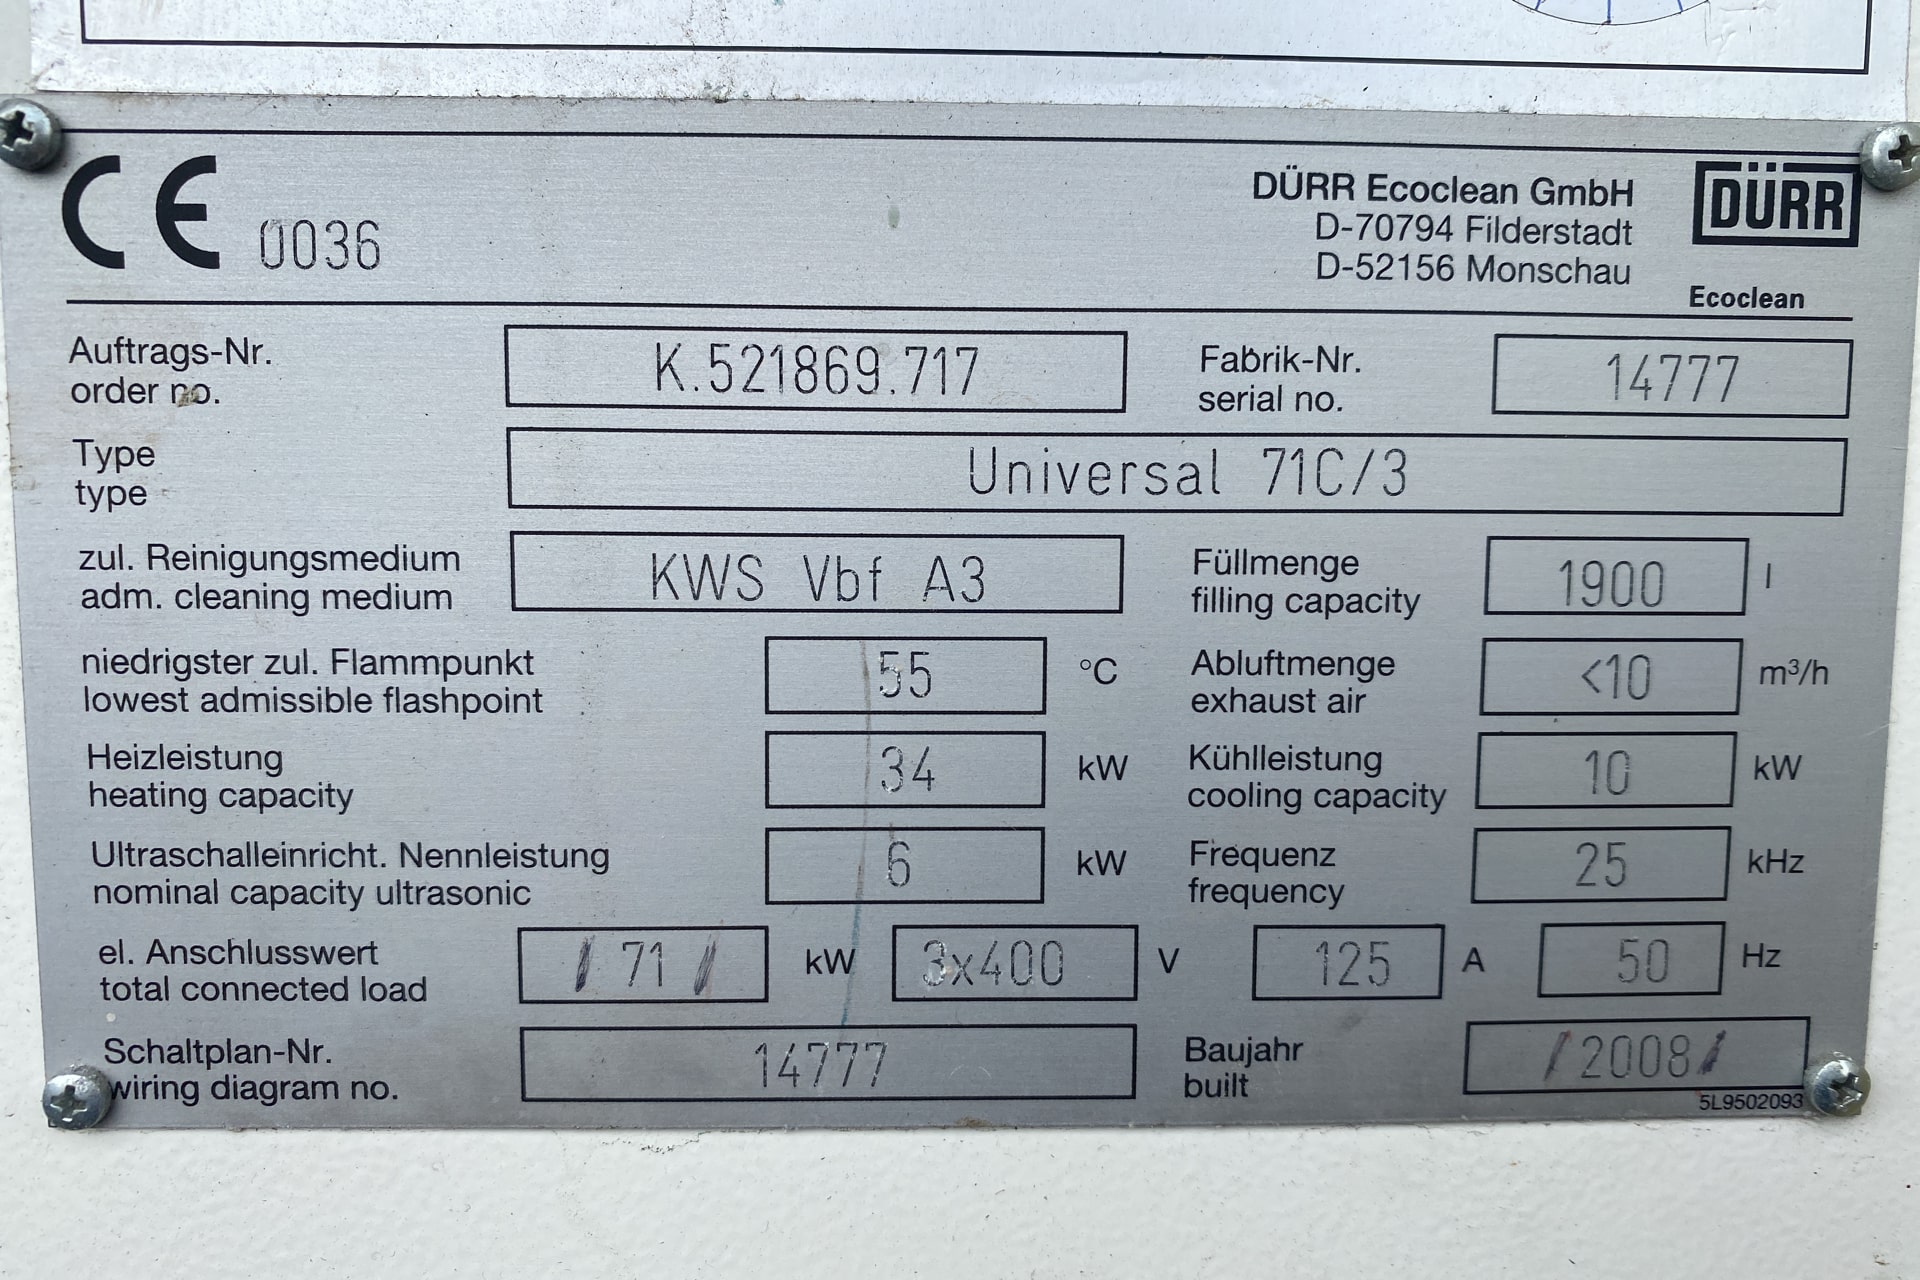 CE 0036
DÜRR Ecoclean GmbH
D-70794 Filderstadt
D-52156 Monschau
DÜRR
Ecoclean
Auftrags-Nr.
order no.
K.521869.717
Fabrik-Nr.
serial no.
14777
Type
type
Universal 71C/3
zul. Reinigungsmedium
adm. cleaning medium
KWS Vbf A3
Füllmenge
filling capacity
1900 l
niedrigster zul. Flammpunkt
lowest admissible flashpoint
55 °C
Abluftmenge
exhaust air
<10 m³/h
Heizleistung
heating capacity
34 kW
Kühlleistung
cooling capacity
10 kW
Ultraschalleinricht. Nennleistung
nominal capacity ultrasonic
6 kW
Frequenz
frequency
25 kHz
el. Anschlusswert
total connected load
/ 71 / kW 3x400 V 125 A 50 Hz
Schaltplan-Nr.
wiring diagram no.
14777
Baujahr
built
/ 2008 /
5L9502093